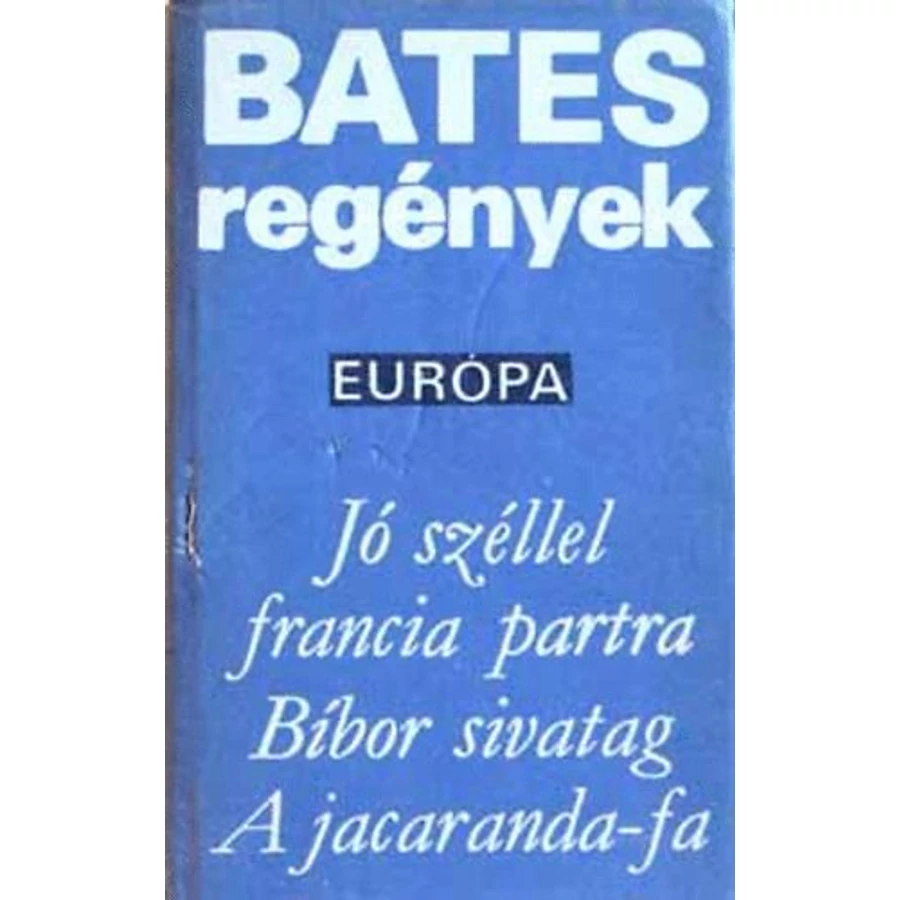 BATES
regények
EURÓPA
Jó széllel
francia partra
Bíbor sivatag
A jacaranda-fa